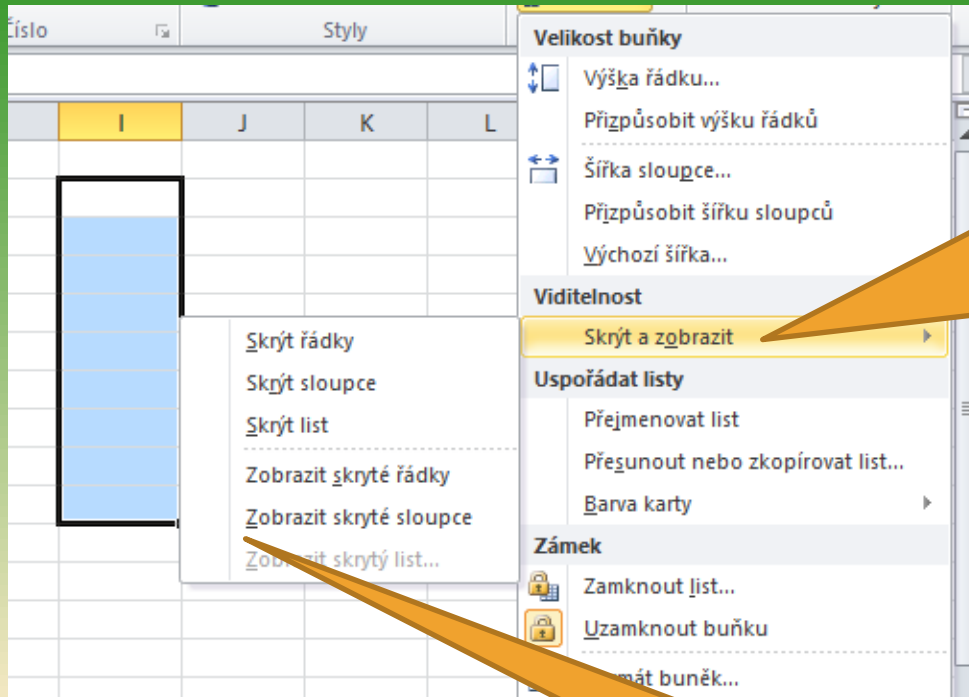 Číslo
Styly
I
J
K
L
Velikost buňky
Výška řádku...
Přizpůsobit výšku řádků
Šířka sloupce...
Přizpůsobit šířku sloupců
Výchozí šířka...
Viditelnost
Skrýt a zobrazit
Uspořádat listy
Přejmenovat list
Přesunout nebo zkopírovat list...
Barva karty
Zámek
Zamknout list...
Uzamknout buňku
buněk...
Skrýt řádky
Skrýt sloupce
Skrýt list
Zobrazit skryté řádky
Zobrazit skryté sloupce
Zobrazit skrytý list...